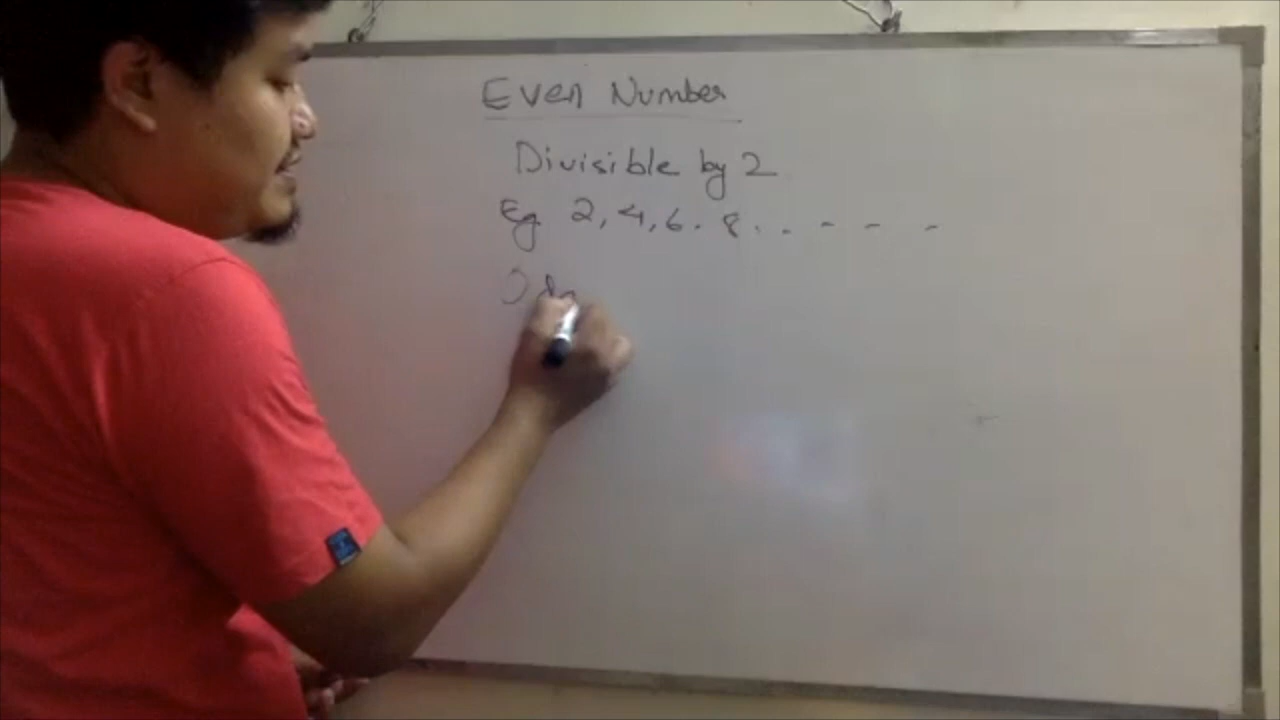 Even Number
Divisible by 2
Eg 2, 4, 6. 8. . - - -